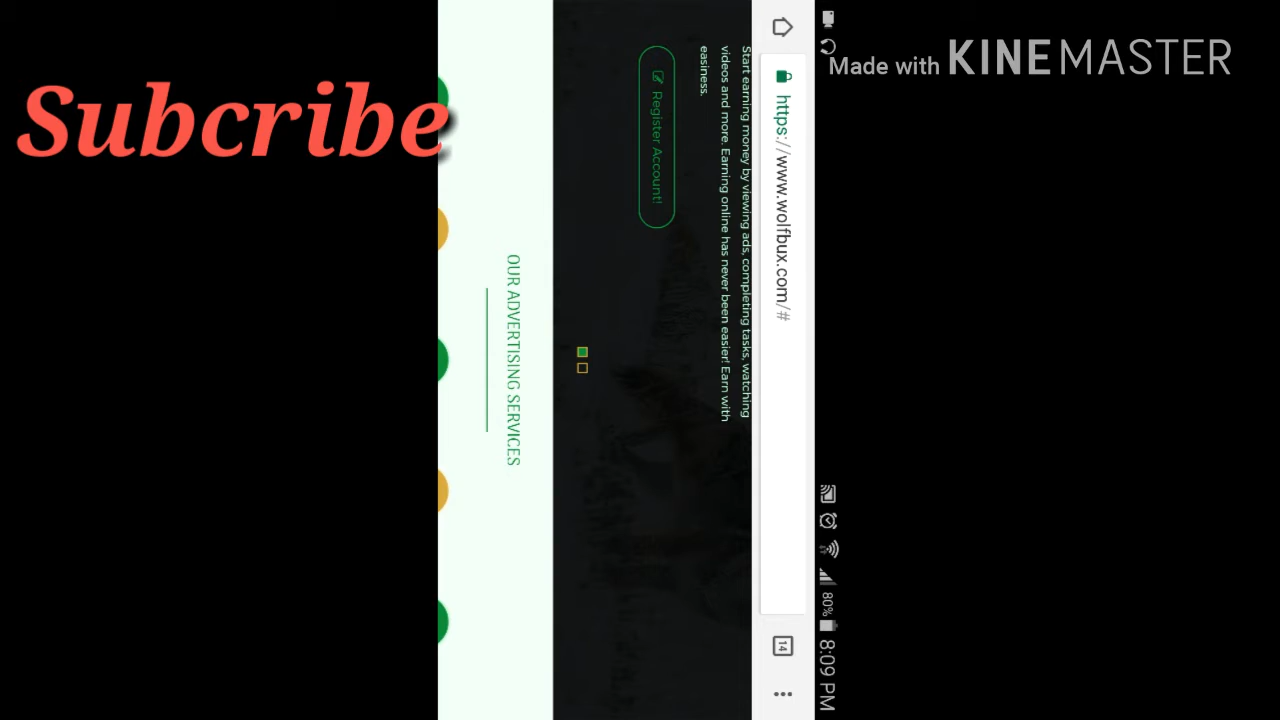 Subcribe
Made with KINEMASTER
80% 8:09 PM
https://www.wolfbux.com/#
14
Start earning money by viewing ads, completing tasks, watching
videos and more. Earning online has never been easier! Earn with
easiness.
Register Account!
OUR ADVERTISING SERVICES